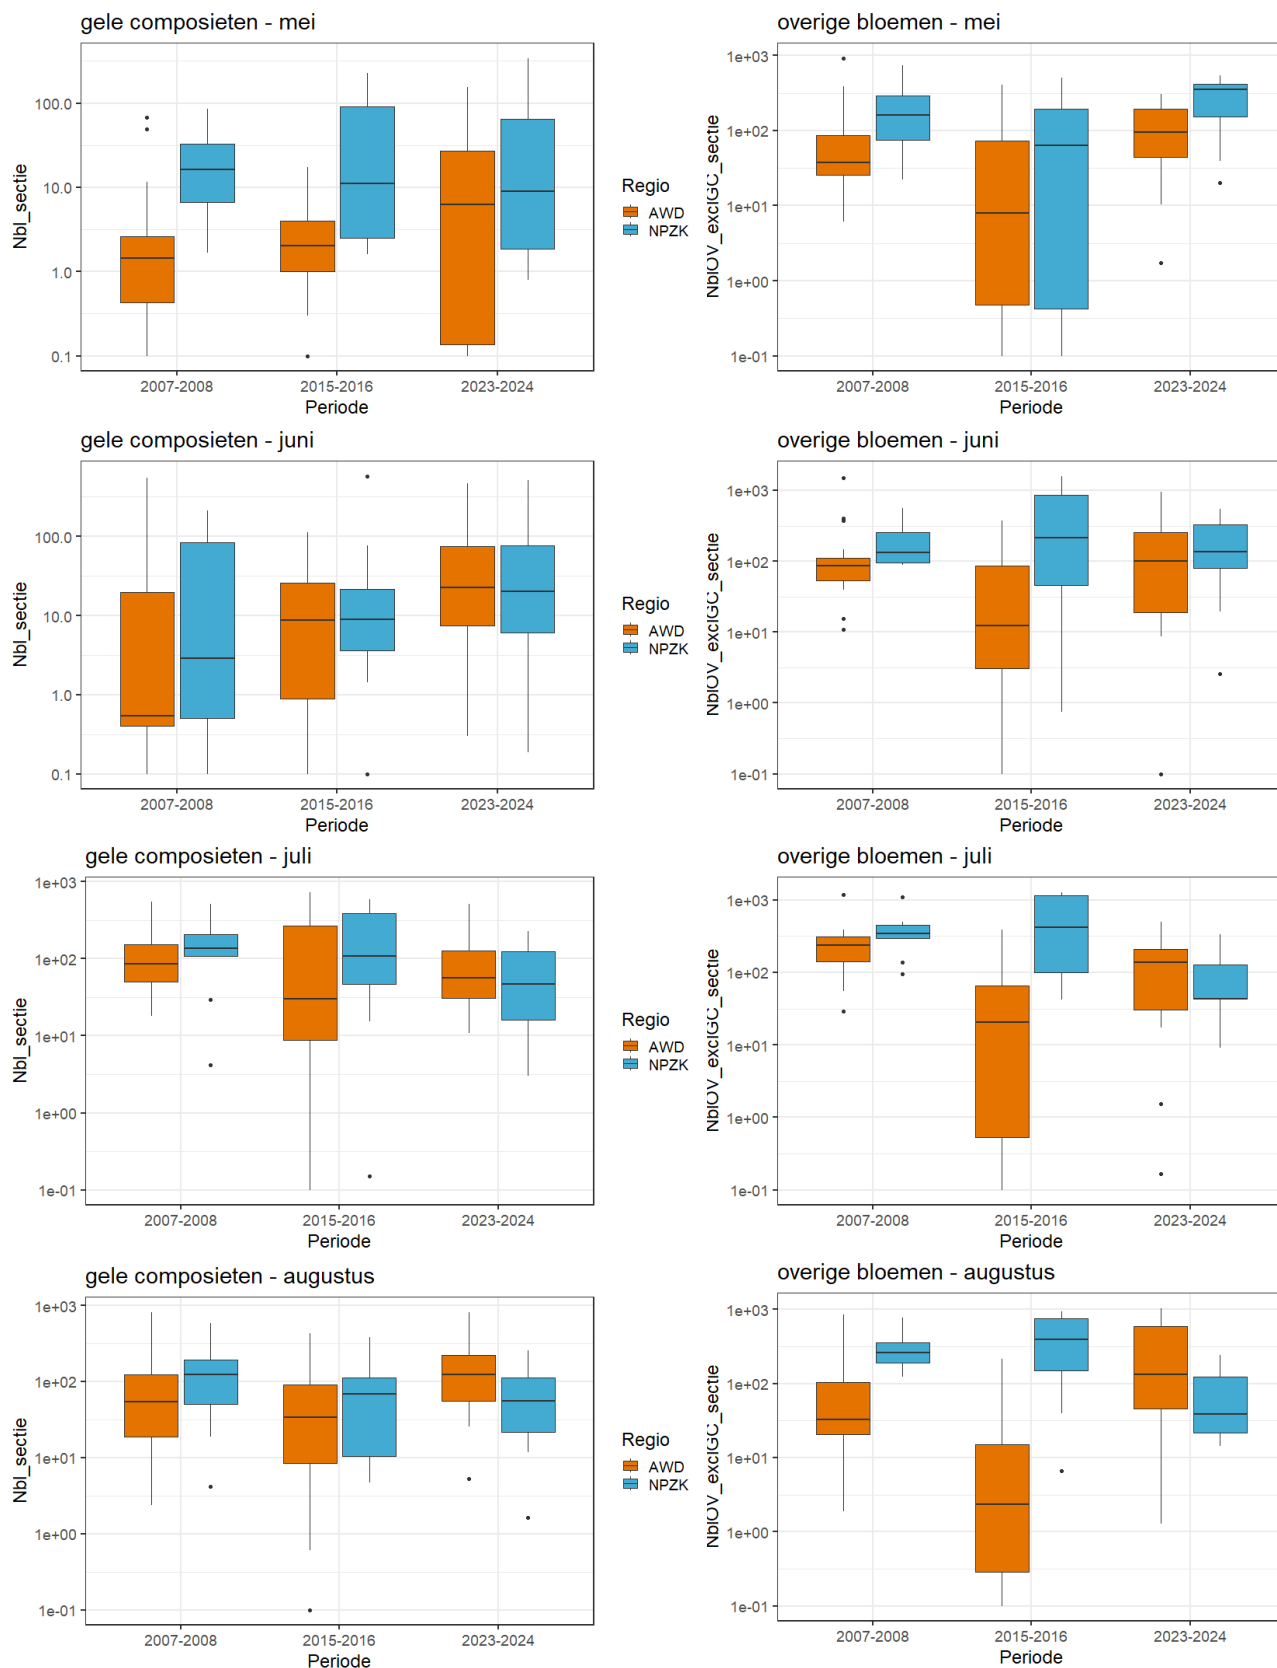 gele composieten - mei
Nbl_sectie
100.0
10.0
1.0
0.1
2007-2008
2015-2016
2023-2024
Periode
Regio
AWD
NPZK
overige bloemen - mei
NblOV_exclGC_sectie
1e+03
1e+02
1e+01
1e+00
1e-01
2007-2008
2015-2016
2023-2024
Periode
gele composieten - juni
Nbl_sectie
100.0
10.0
1.0
0.1
2007-2008
2015-2016
2023-2024
Periode
Regio
AWD
NPZK
overige bloemen - juni
NblOV_exclGC_sectie
1e+03
1e+02
1e+01
1e+00
1e-01
2007-2008
2015-2016
2023-2024
Periode
gele composieten - juli
Nbl_sectie
1e+03
1e+02
1e+01
1e+00
1e-01
2007-2008
2015-2016
2023-2024
Periode
Regio
AWD
NPZK
overige bloemen - juli
NblOV_exclGC_sectie
1e+03
1e+02
1e+01
1e+00
1e-01
2007-2008
2015-2016
2023-2024
Periode
gele composieten - augustus
Nbl_sectie
1e+03
1e+02
1e+01
1e+00
1e-01
2007-2008
2015-2016
2023-2024
Periode
Regio
AWD
NPZK
overige bloemen - augustus
NblOV_exclGC_sectie
1e+03
1e+02
1e+01
1e+00
1e-01
2007-2008
2015-2016
2023-2024
Periode